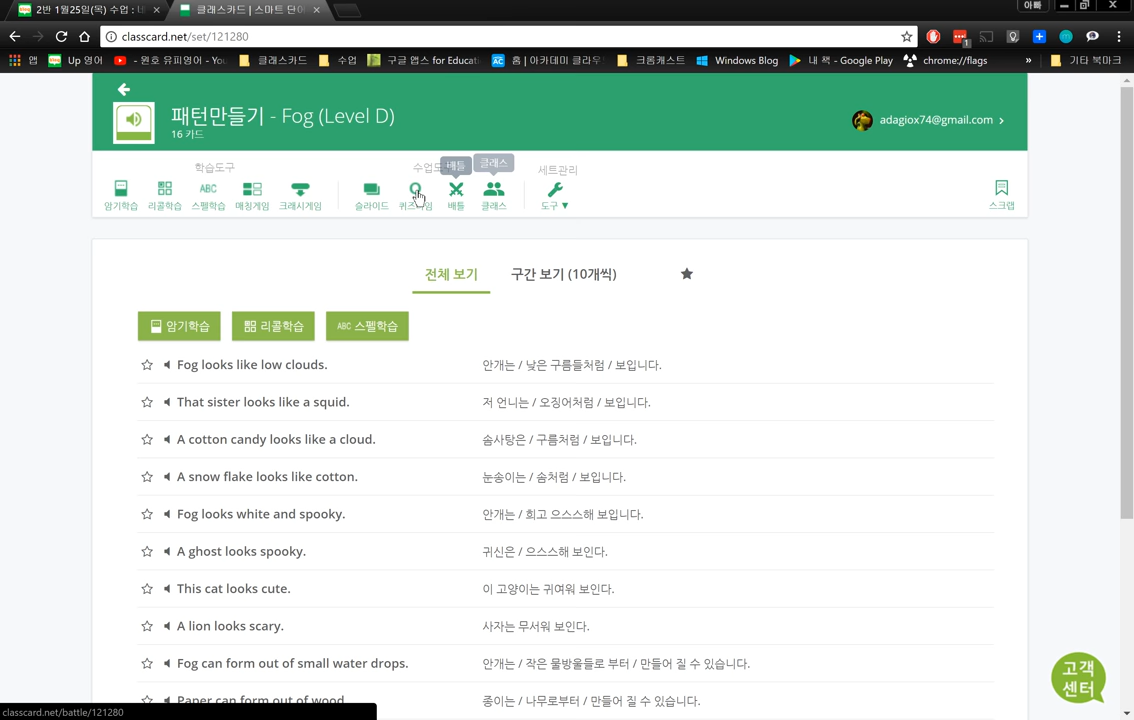 2반 1월25일(목) 수업 : 네
클래스카드 | 스마트 단어
아빠
classcard.net/set/121280
1
앱
Up 영어
- 원호 유피영어 - You
클래스카드
수업
구글 앱스 for Educati
홈 | 아카데미 클라우
크롬캐스트
Windows Blog
내 책 - Google Play
chrome://flags
»
기타 북마크
패턴만들기 - Fog (Level D)
16 카드
adagiox74@gmail.com
학습도구
배틀
클래스
세트관리
암기학습
리콜학습
ABC
스펠학습
매칭게임
크래시게임
슬라이드
배틀
클래스
도구 ▼
스크랩
전체 보기
구간 보기 (10개씩)
암기학습
리콜학습
ABC 스펠학습
Fog looks like low clouds.
안개는 / 낮은 구름들처럼 / 보입니다.
That sister looks like a squid.
저 언니는 / 오징어처럼 / 보입니다.
A cotton candy looks like a cloud.
솜사탕은 / 구름처럼 / 보입니다.
A snow flake looks like cotton.
눈송이는 / 솜처럼 / 보입니다.
Fog looks white and spooky.
안개는 / 희고 으스스해 보입니다.
A ghost looks spooky.
귀신은 / 으스스해 보인다.
This cat looks cute.
이 고양이는 귀여워 보인다.
A lion looks scary.
사자는 무서워 보인다.
Fog can form out of small water drops.
안개는 / 작은 물방울들로 부터 / 만들어 질 수 있습니다.
Paper can form out of wood
종이는 / 나무로부터 / 만들어 질 수 있습니다.
고객
센터
classcard.net/battle/121280